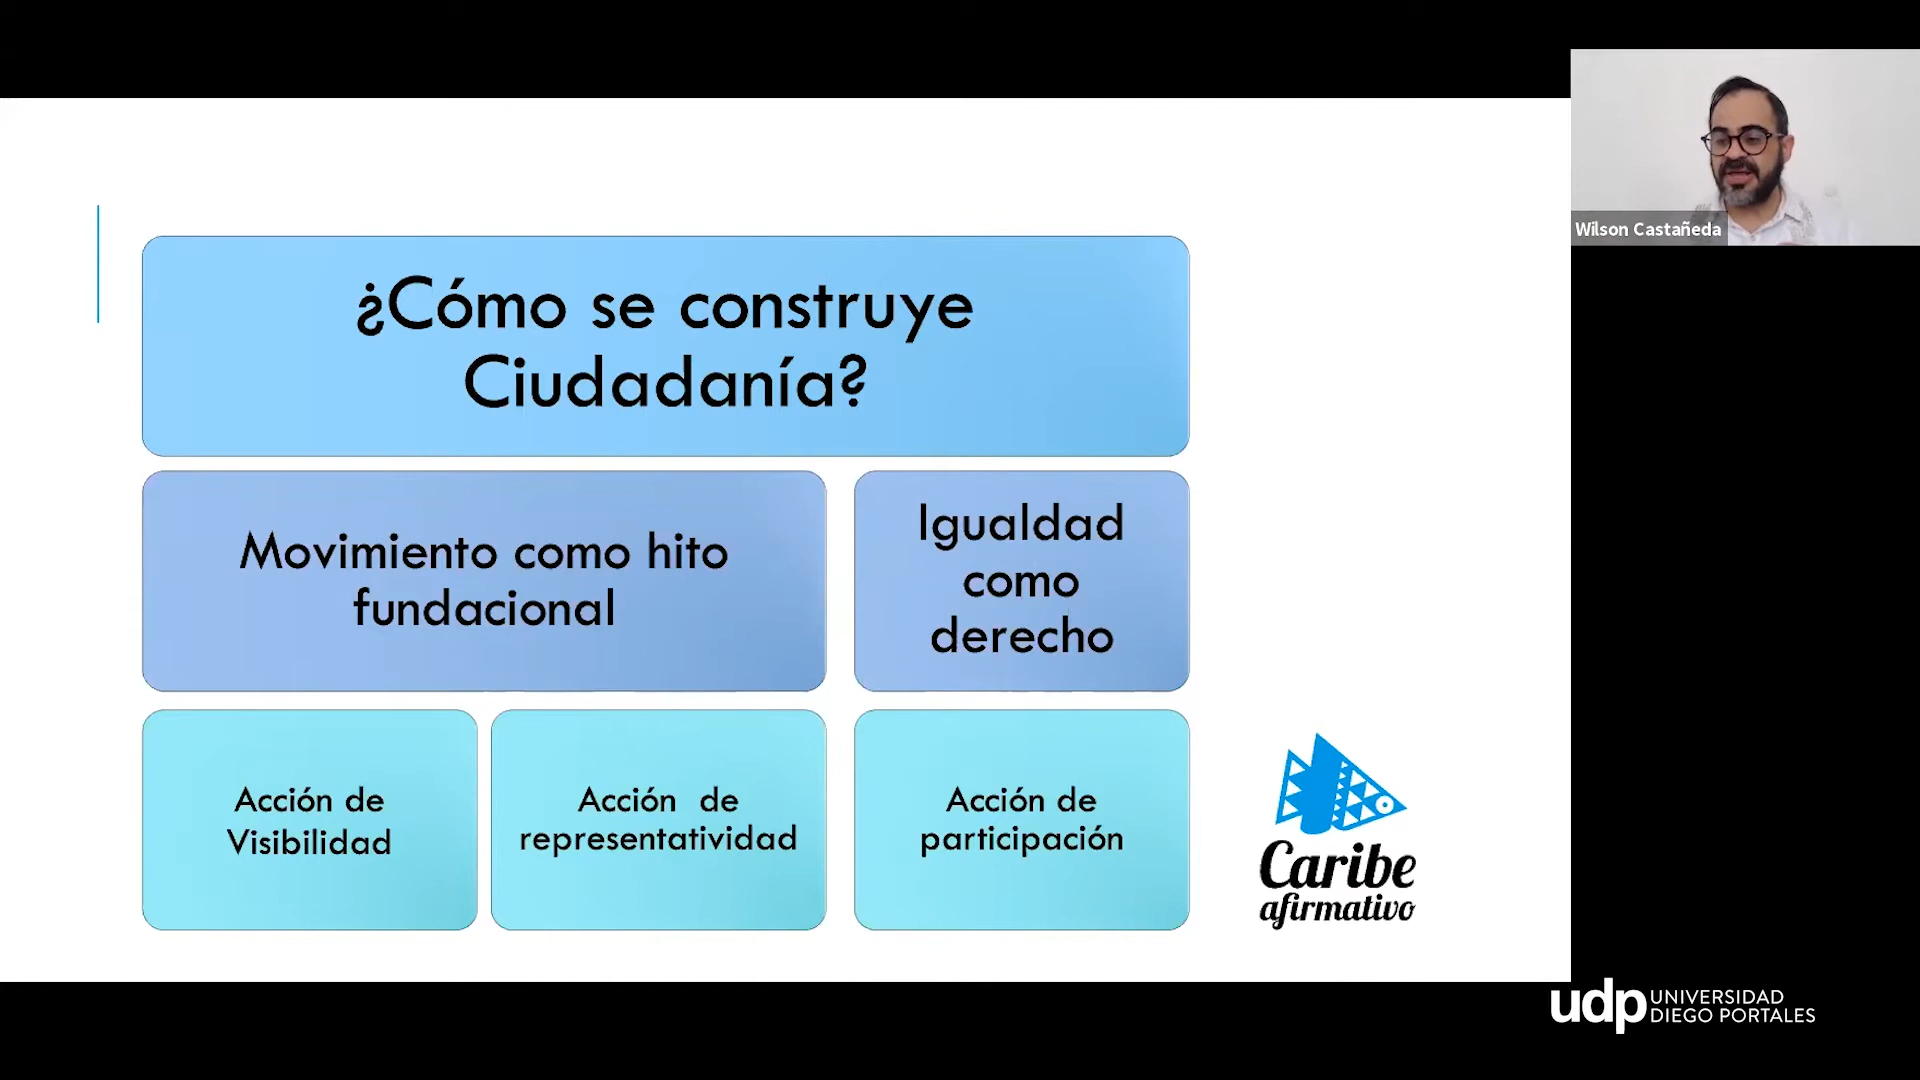 Wilson Castañeda
¿Cómo se construye
Ciudadanía?
Movimiento como hito
fundacional
Igualdad
como
derecho
Acción de
Visibilidad
Acción de
representatividad
Acción de
participación
Caribe
afirmativo
udp UNIVERSIDAD
DIEGO PORTALES